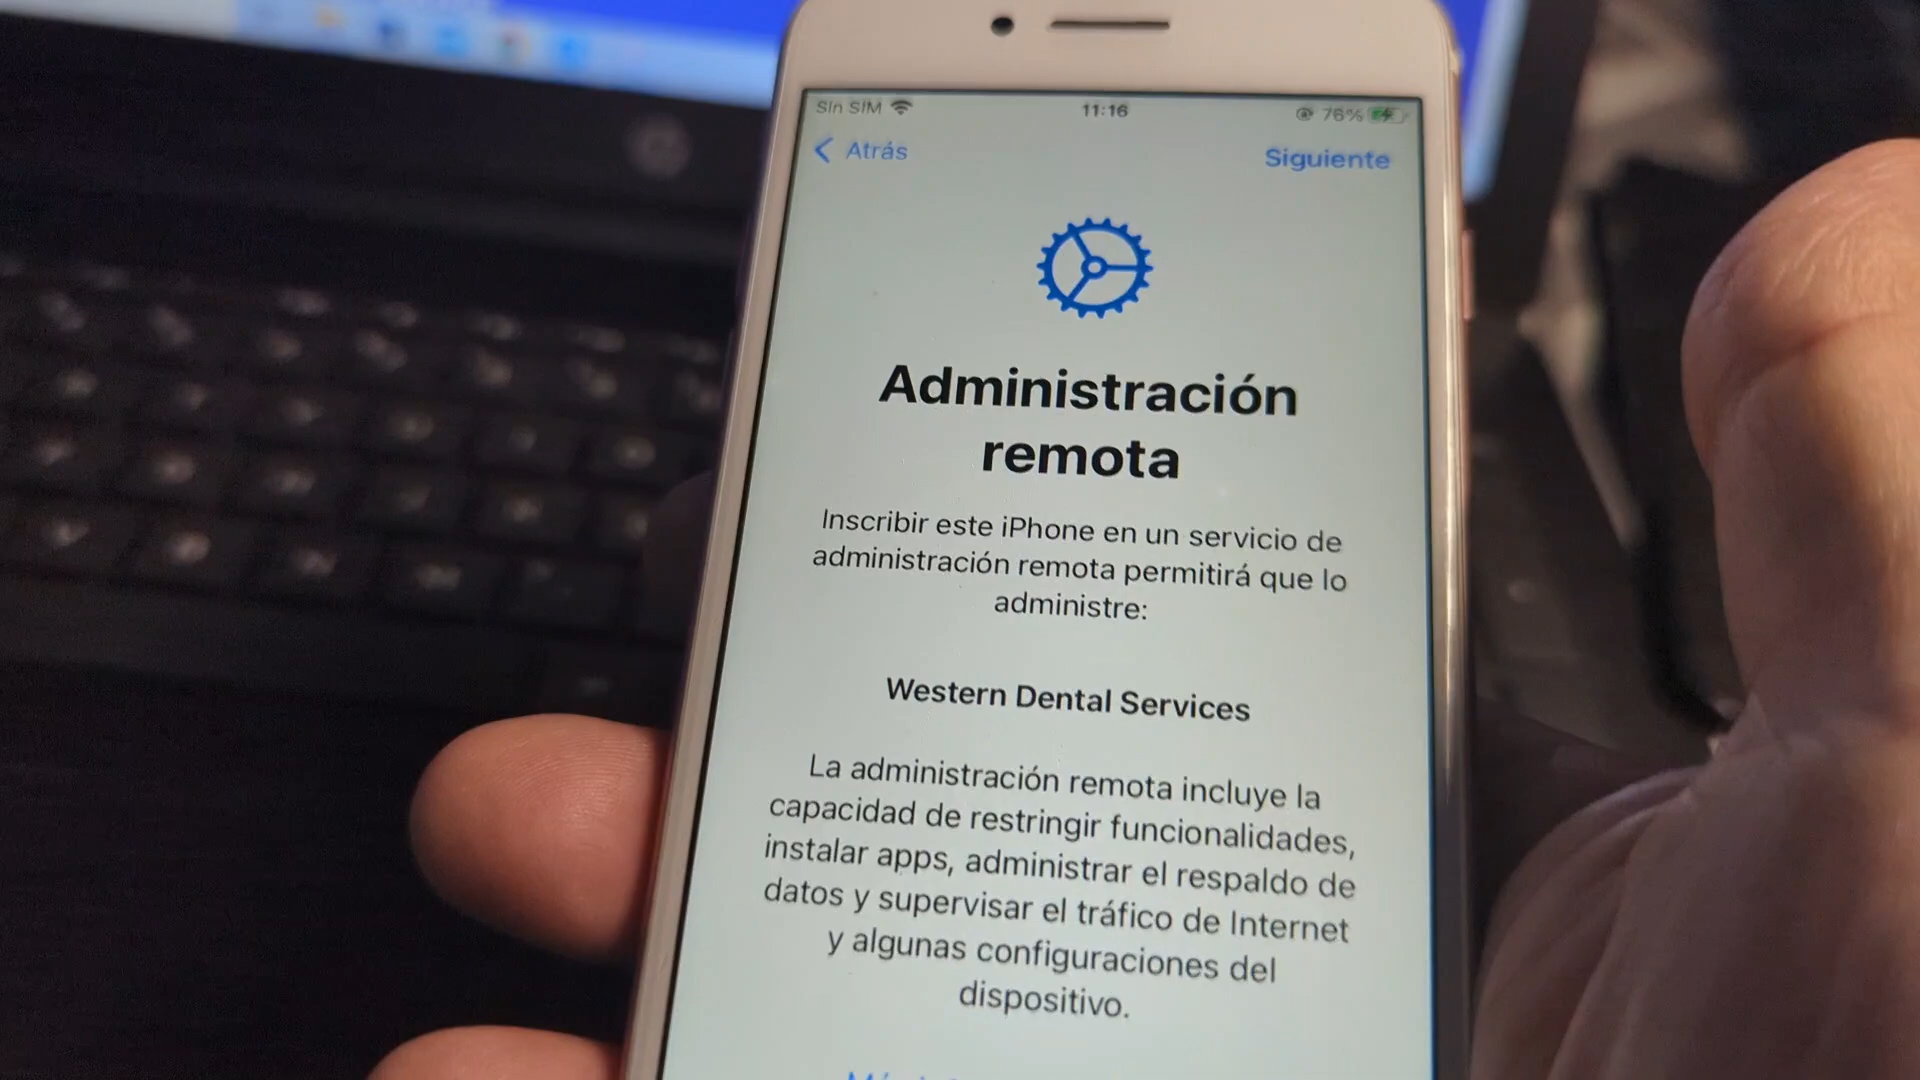 Sin SIM
11:16
76%
Atrás
Siguiente
Administración
remota
Inscribir este iPhone en un servicio de
administración remota permitirá que lo
administre:
Western Dental Services
La administración remota incluye la
capacidad de restringir funcionalidades,
instalar apps, administrar el respaldo de
datos y supervisar el tráfico de Internet
y algunas configuraciones del
dispositivo.